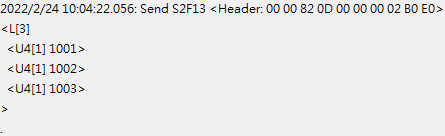 2022/2/24 10:04:22.056: Send S2F13 <Header: 00 00 82 0D 00 00 00 02 B0 E0>
<L[3]
<U4[1] 1001>
<U4[1] 1002>
<U4[1] 1003>
>
.